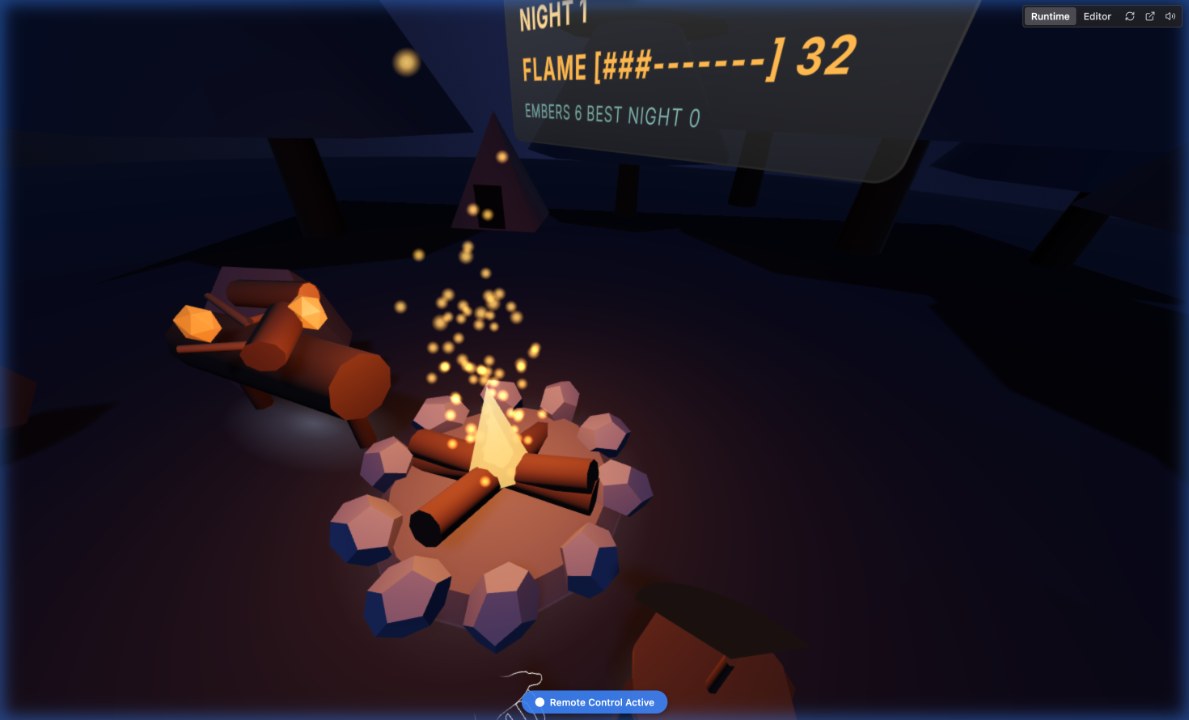 NIGHT 1
FLAME [###-------] 32
EMBERS 6 BEST NIGHT 0
Runtime Editor
Remote Control Active